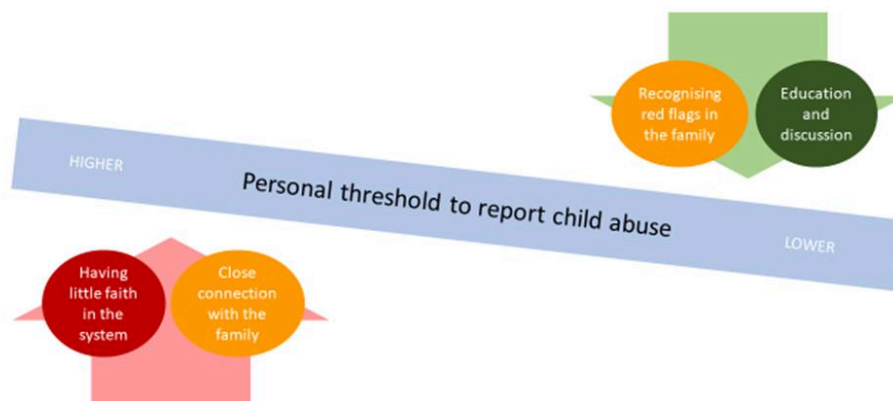 Recognising
red flags in
the family
Education
and
discussion
HIGHER
Personal threshold to report child abuse
LOWER
Having
little faith
in the
system
Close
connection
with the
family